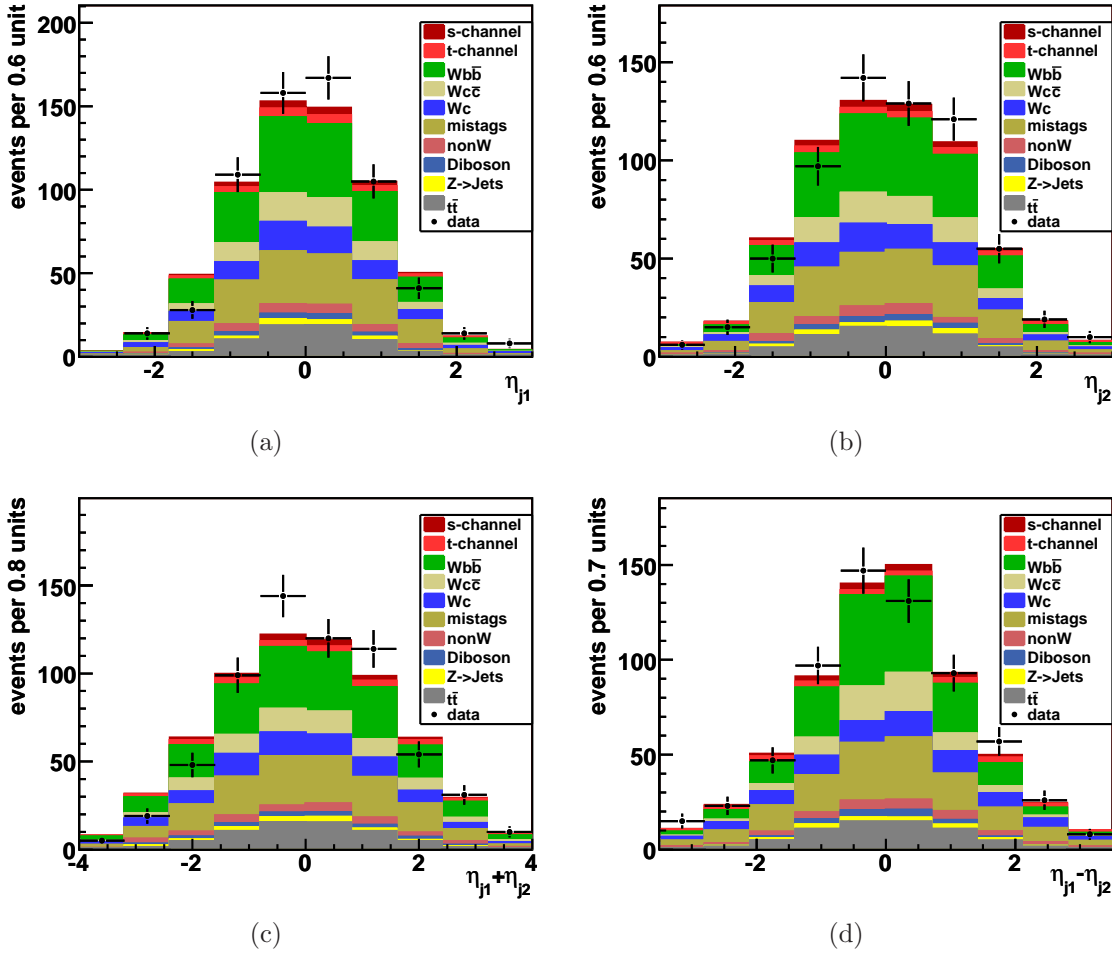 events per 0.6 unit
200
150
100
50
0
-2 0 2
η_j1
s-channel
t-channel
Wbb̄
Wcc̄
Wc
mistags
nonW
Diboson
Z->Jets
tt̄
data
(a)
events per 0.6 unit
150
100
50
0
-2 0 2
η_j2
s-channel
t-channel
Wbb̄
Wcc̄
Wc
mistags
nonW
Diboson
Z->Jets
tt̄
data
(b)
events per 0.8 units
150
100
50
0
-4 -2 0 2 4
η_j1+η_j2
s-channel
t-channel
Wbb̄
Wcc̄
Wc
mistags
nonW
Diboson
Z->Jets
tt̄
data
(c)
events per 0.7 units
150
100
50
0
-2 0 2
η_j1-η_j2
s-channel
t-channel
Wbb̄
Wcc̄
Wc
mistags
nonW
Diboson
Z->Jets
tt̄
data
(d)